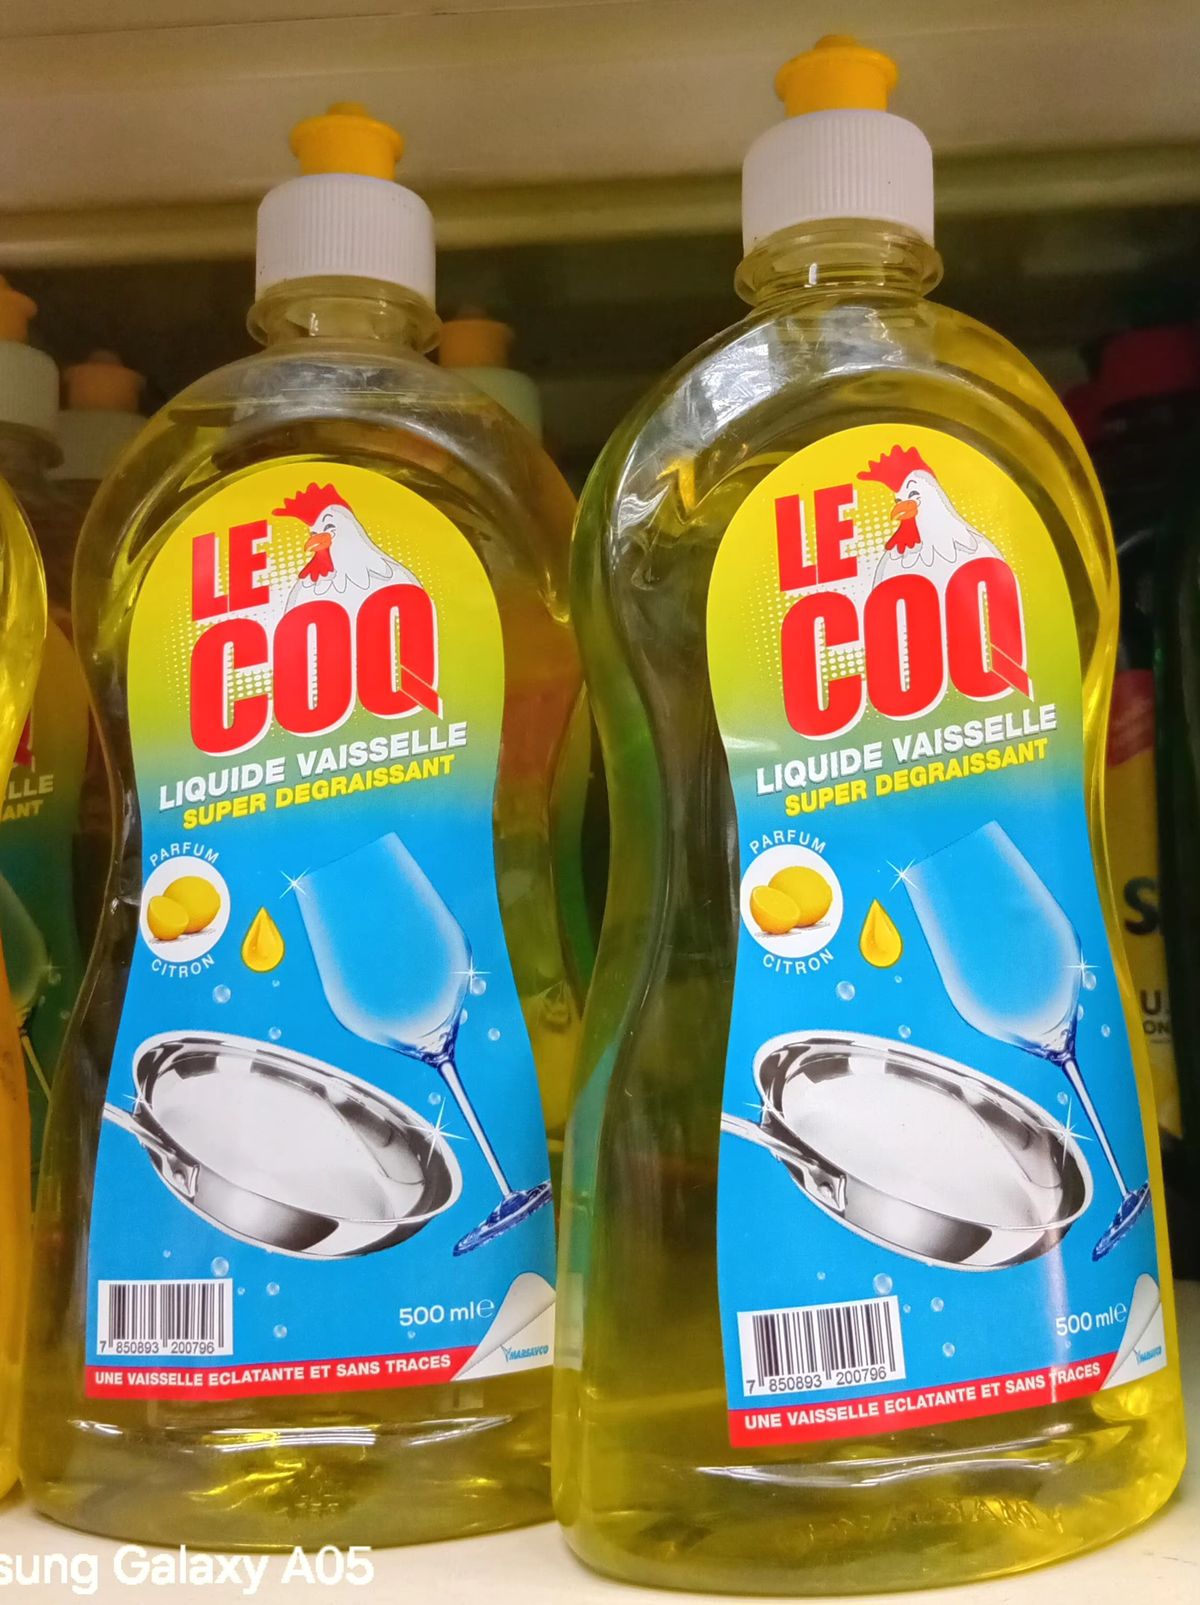 LE
COQ
LIQUIDE VAISSELLE
SUPER DEGRAISSANT
PARFUM
CITRON
500 ml e
7 850893 200796
MARSAVCO
UNE VAISSELLE ECLATANTE ET SANS TRACES
LE
COQ
LIQUIDE VAISSELLE
SUPER DEGRAISSANT
PARFUM
CITRON
500 ml e
7 850893 200796
MARSAVCO
UNE VAISSELLE ECLATANTE ET SANS TRACES
sung Galaxy A05